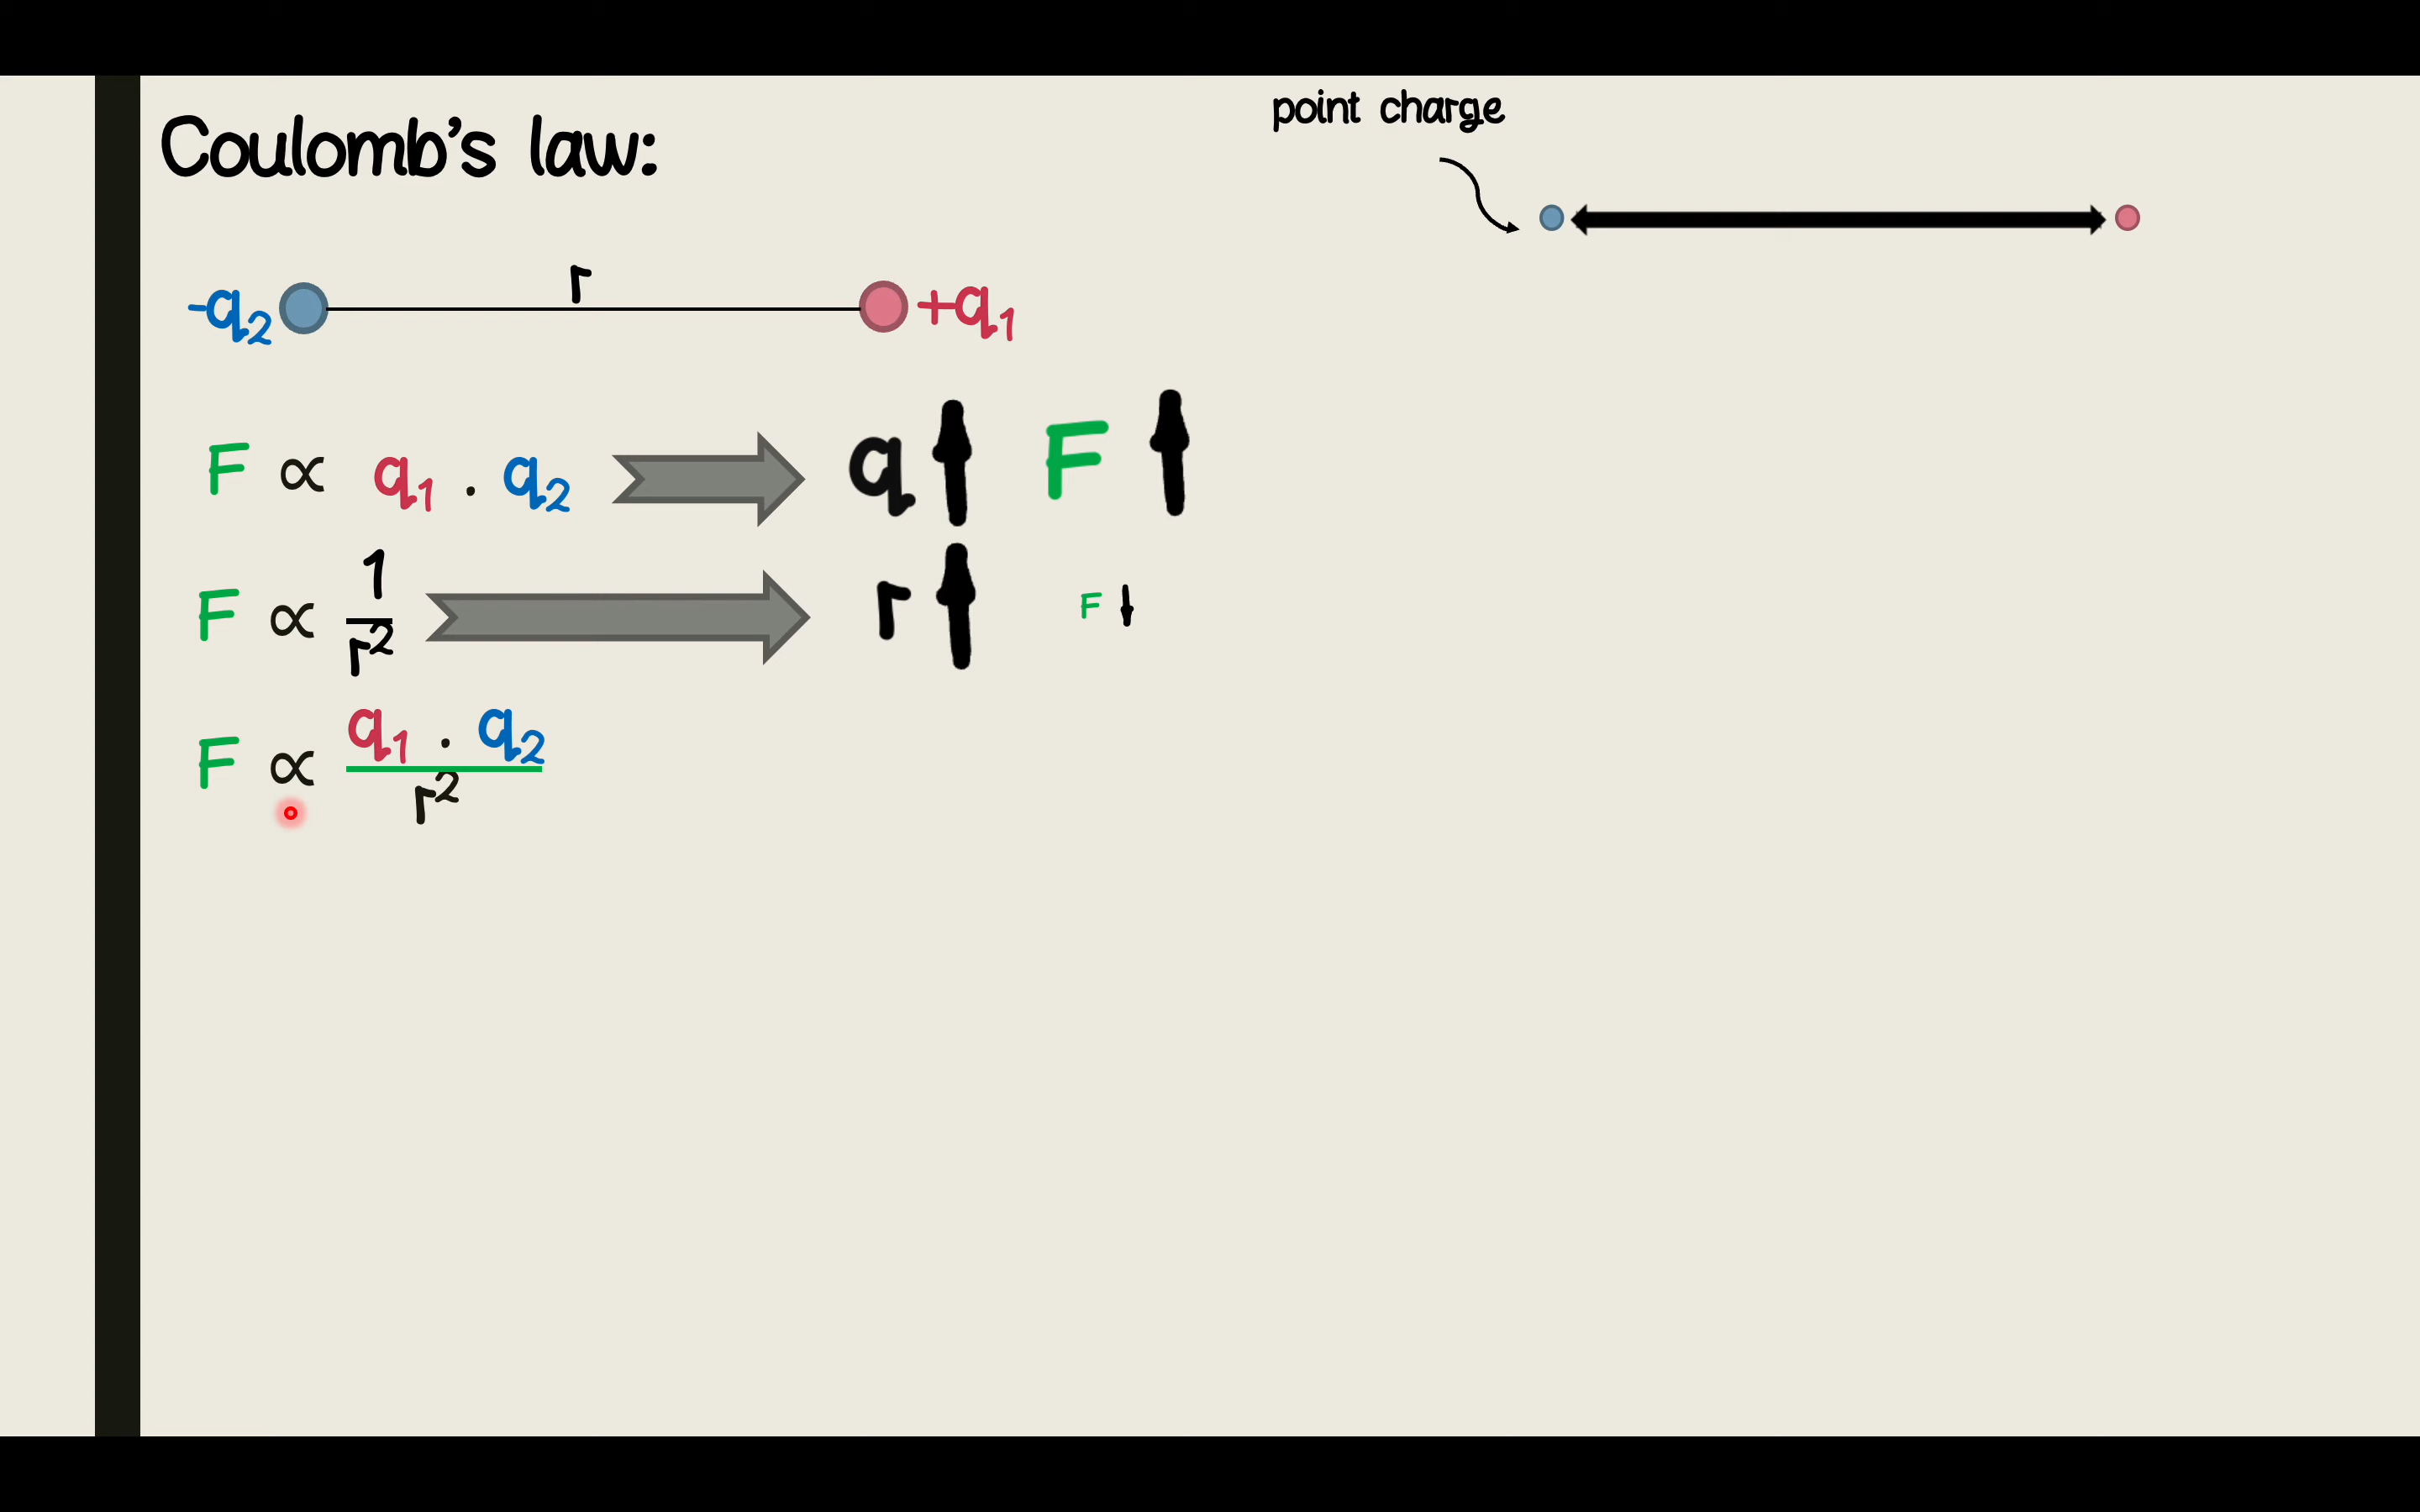 point charge
Coulomb's law:
r
-q₂ +q₁
F ∝ q₁ . q₂ q F
F ∝ 1/r² r F
F ∝ q₁ . q₂/r²